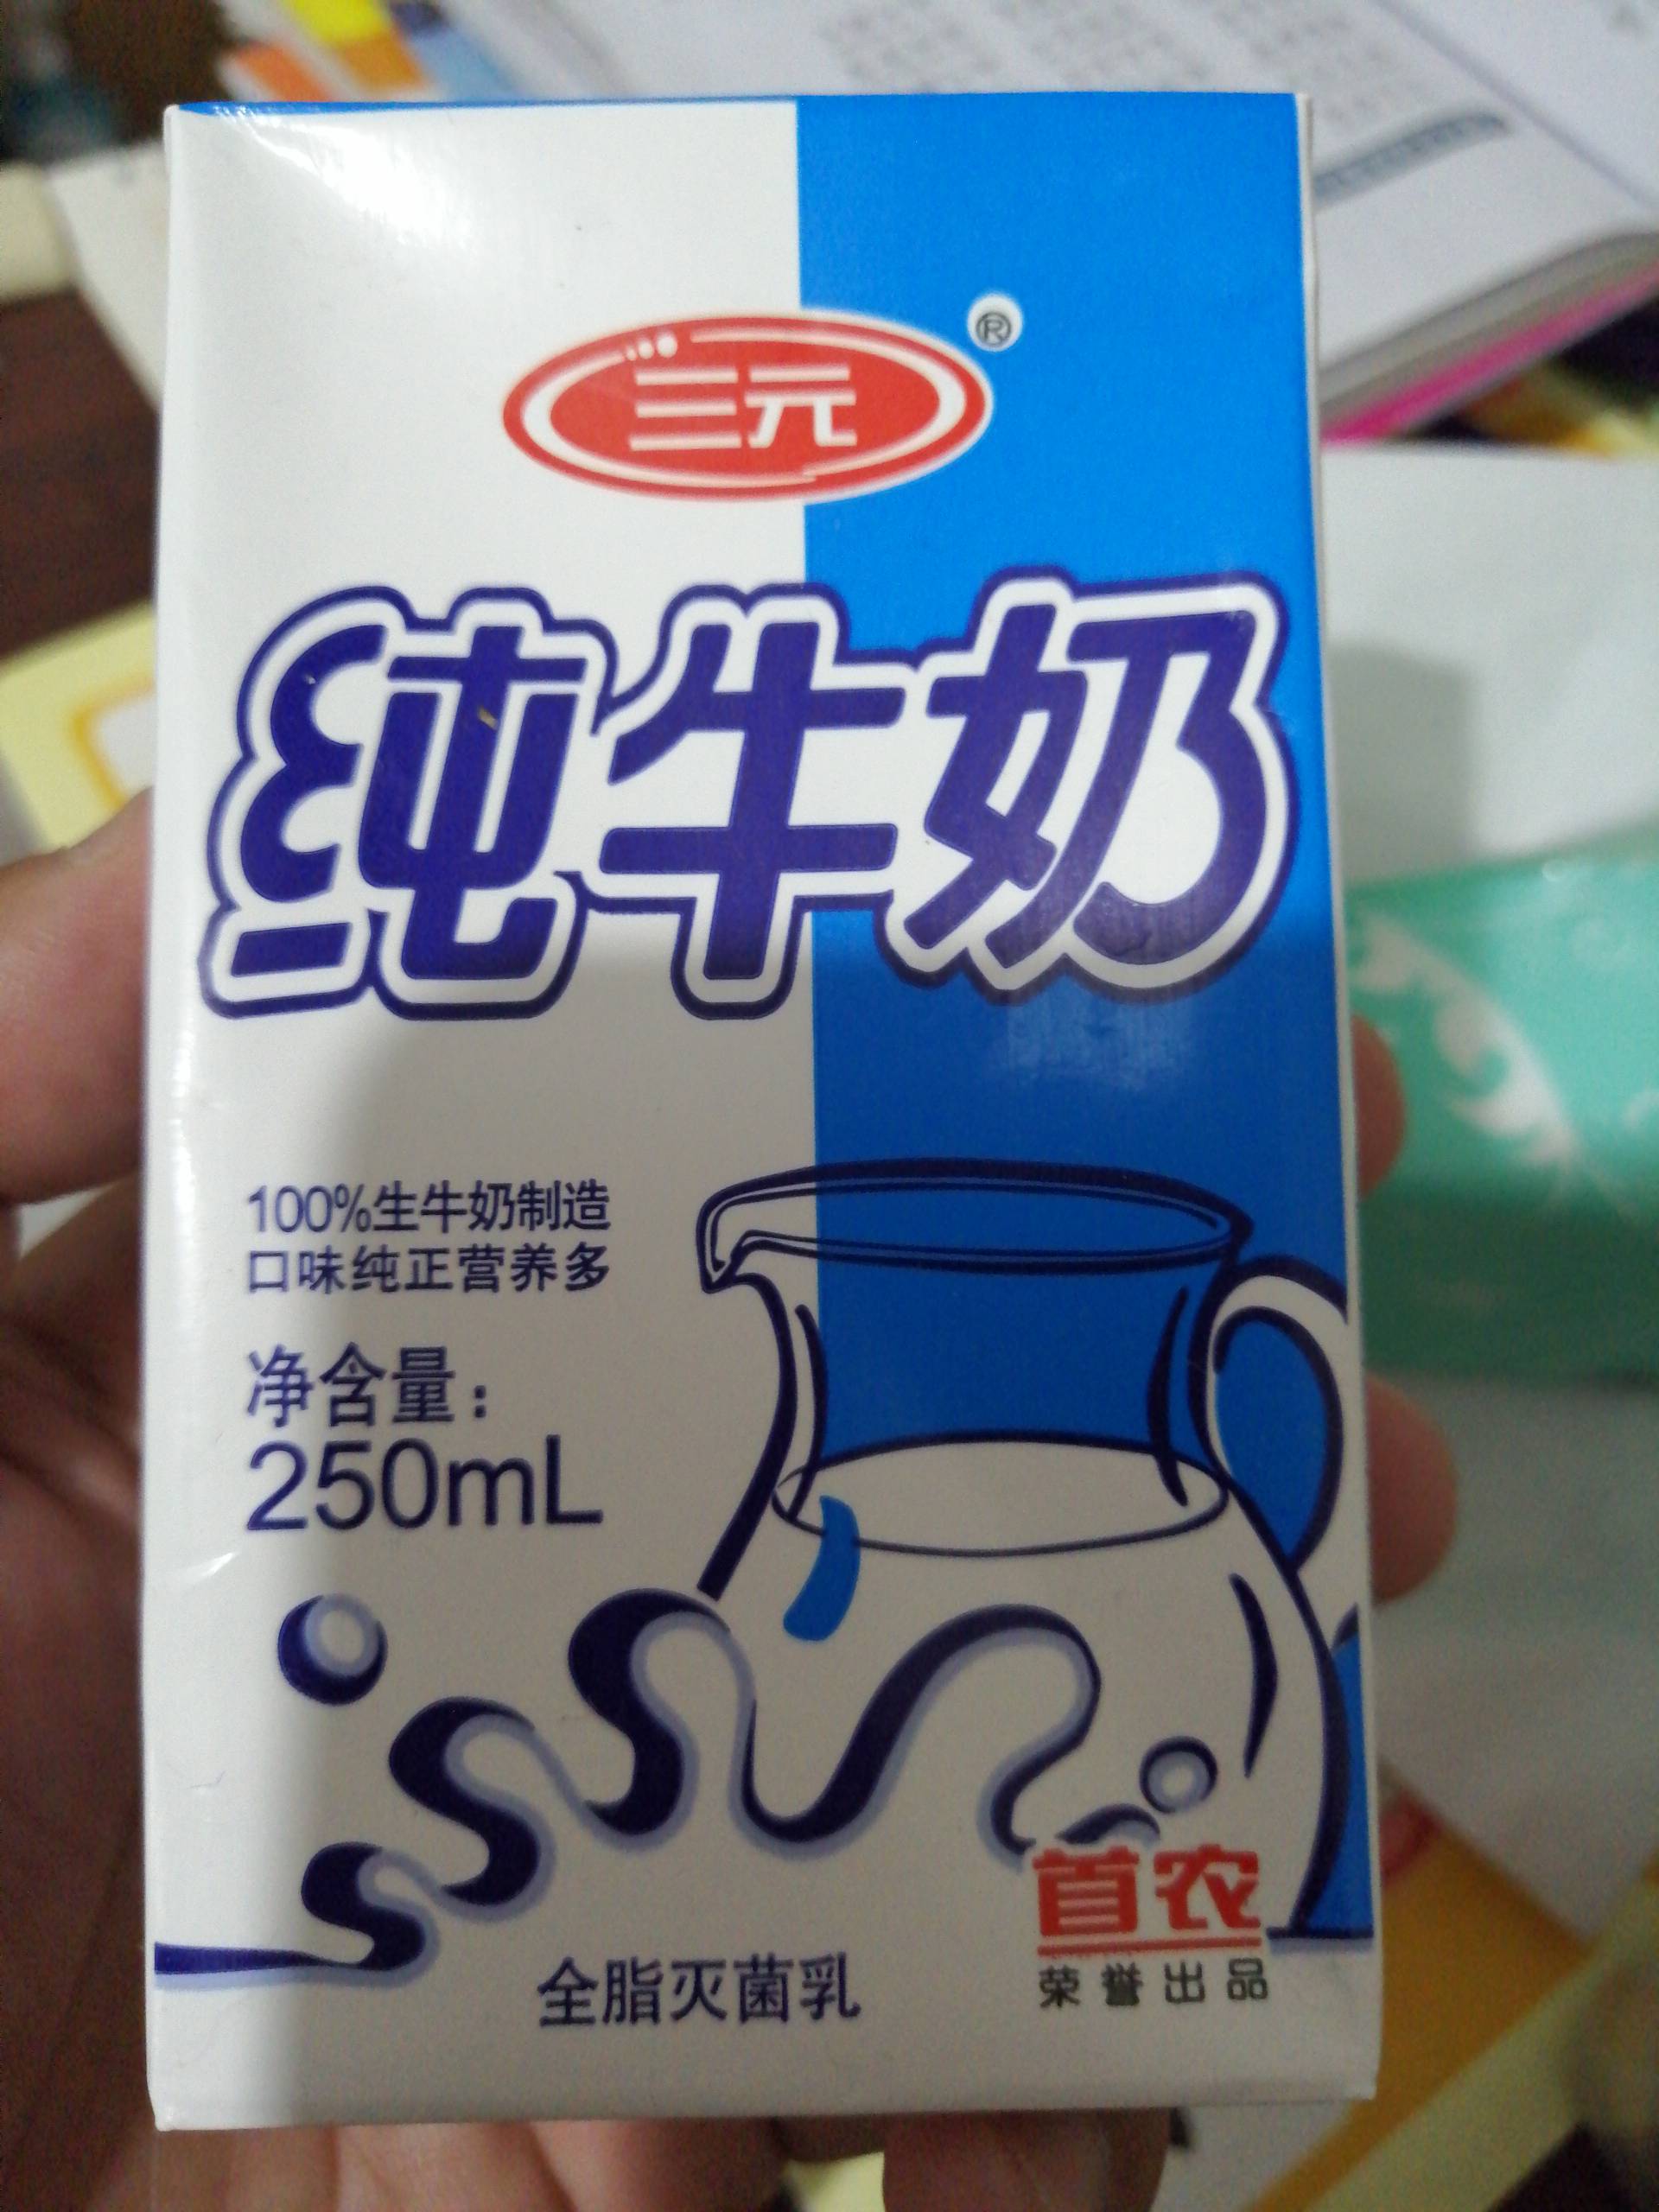 三元®
纯牛奶
100%生牛奶制造
口味纯正营养多
净含量：
250mL
首农
荣誉出品
全脂灭菌乳